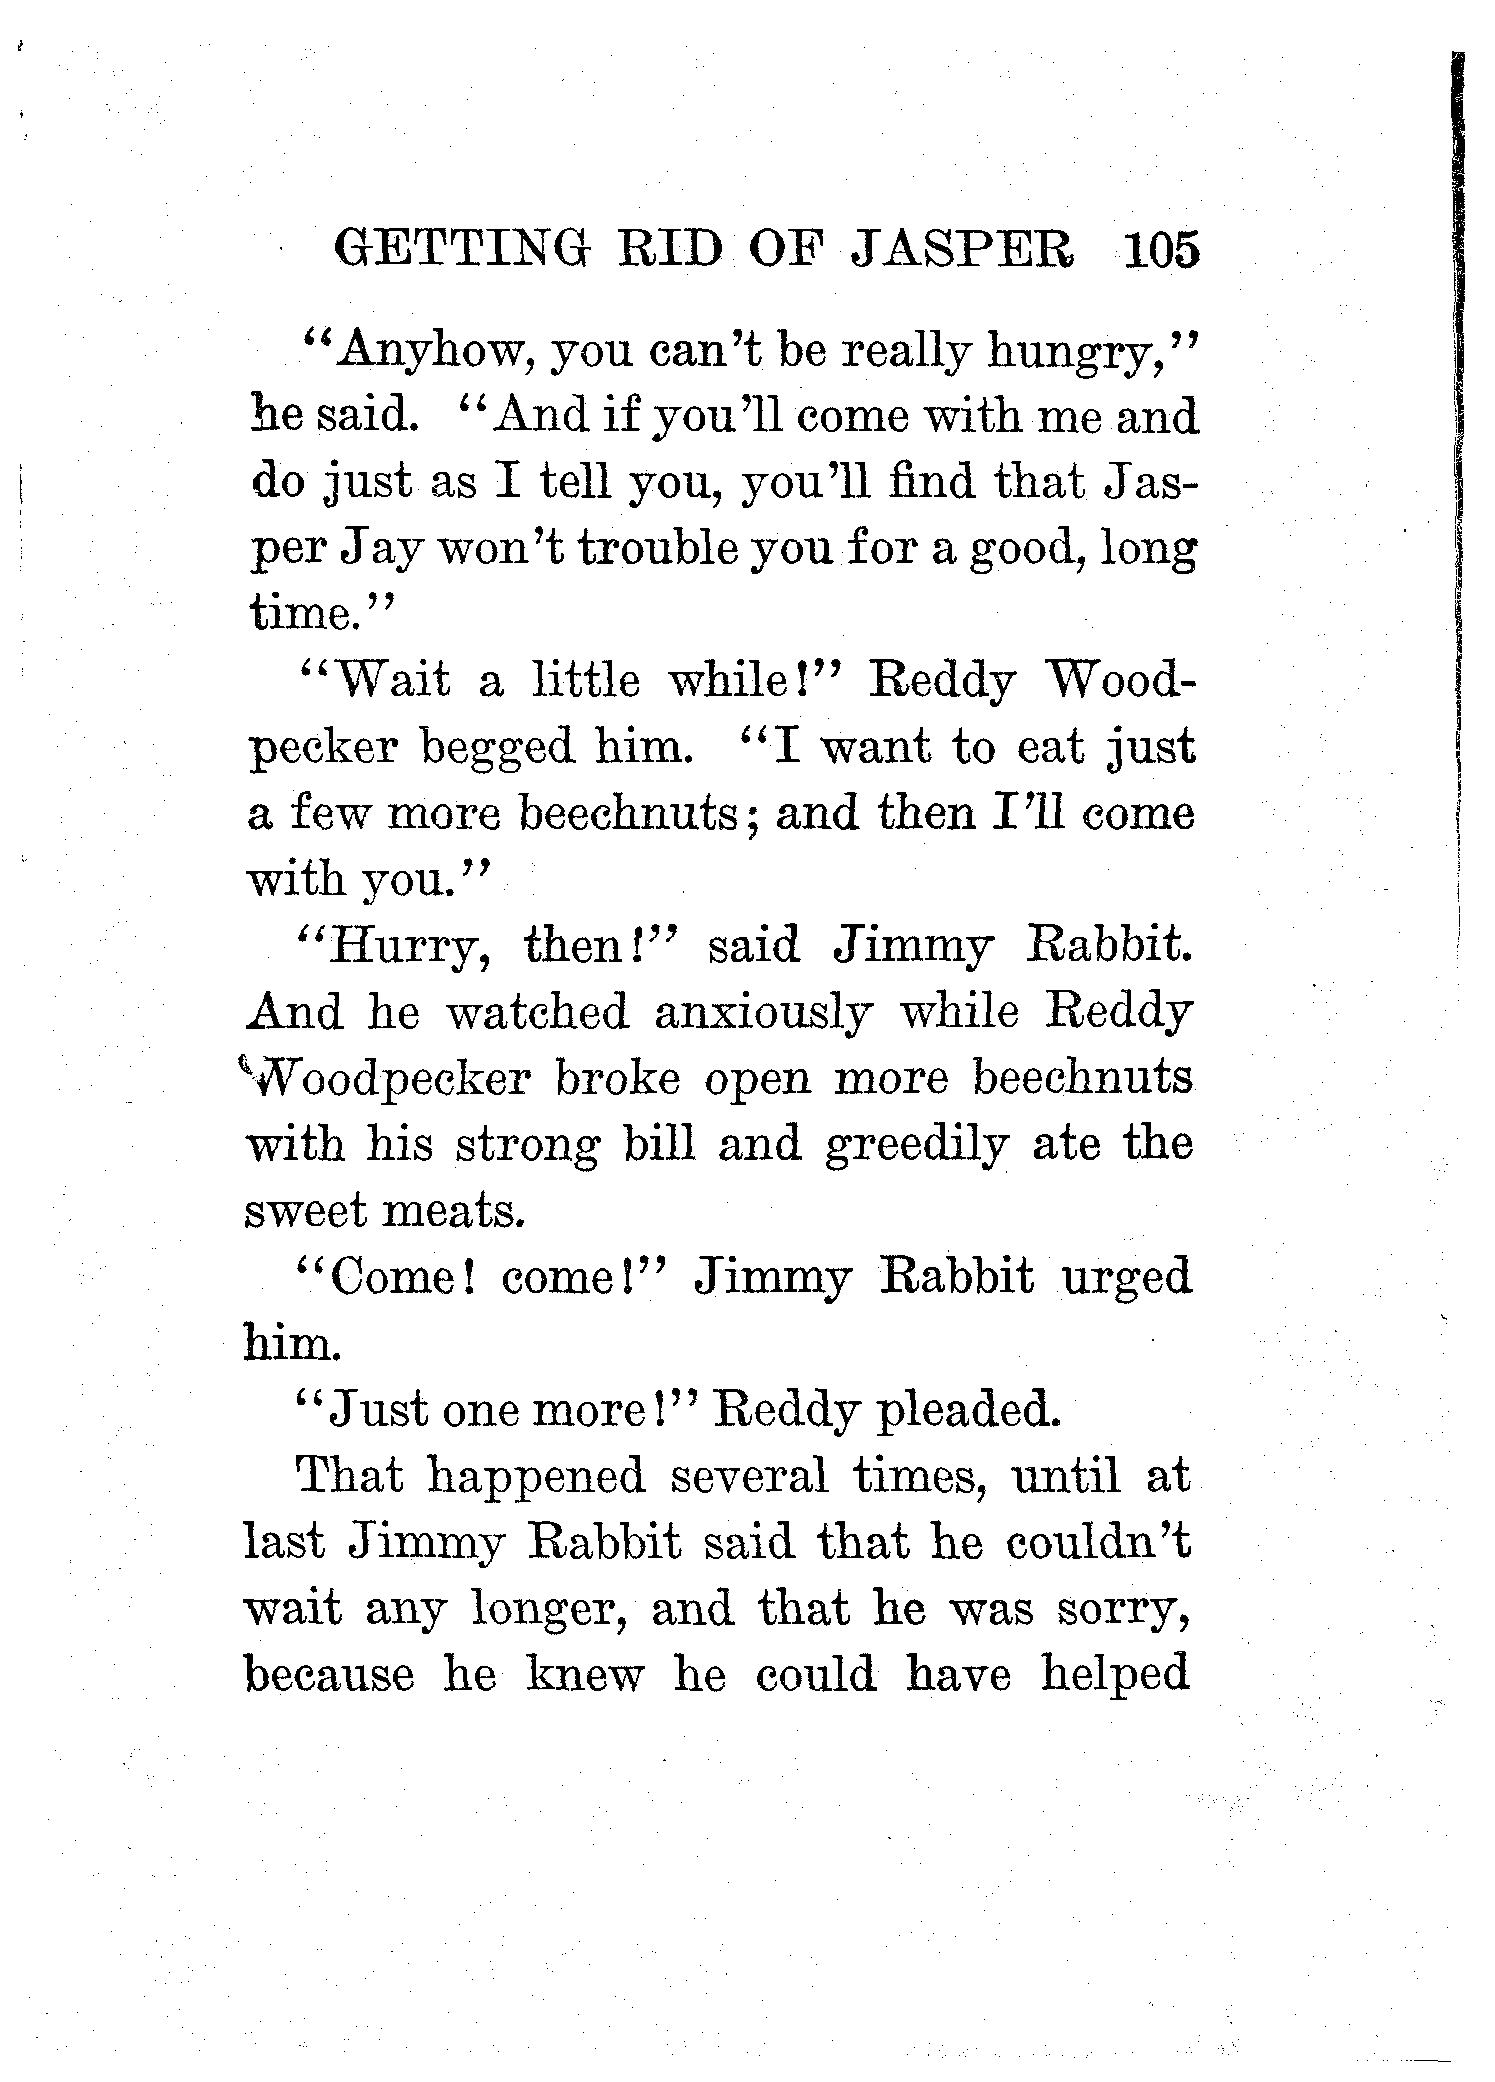 GETTING RID OF JASPER 105
"Anyhow, you can't be really hungry,"
he said. "And if you'll come with me and
do just as I tell you, you'll find that Jas-
per Jay won't trouble you for a good, long
time."
"Wait a little while!" Reddy Wood-
pecker begged him. "I want to eat just
a few more beechnuts; and then I'll come
with you."
"Hurry, then!" said Jimmy Rabbit.
And he watched anxiously while Reddy
Woodpecker broke open more beechnuts
with his strong bill and greedily ate the
sweet meats.
"Come! come!" Jimmy Rabbit urged
him.
"Just one more!" Reddy pleaded.
That happened several times, until at
last Jimmy Rabbit said that he couldn't
wait any longer, and that he was sorry,
because he knew he could have helped